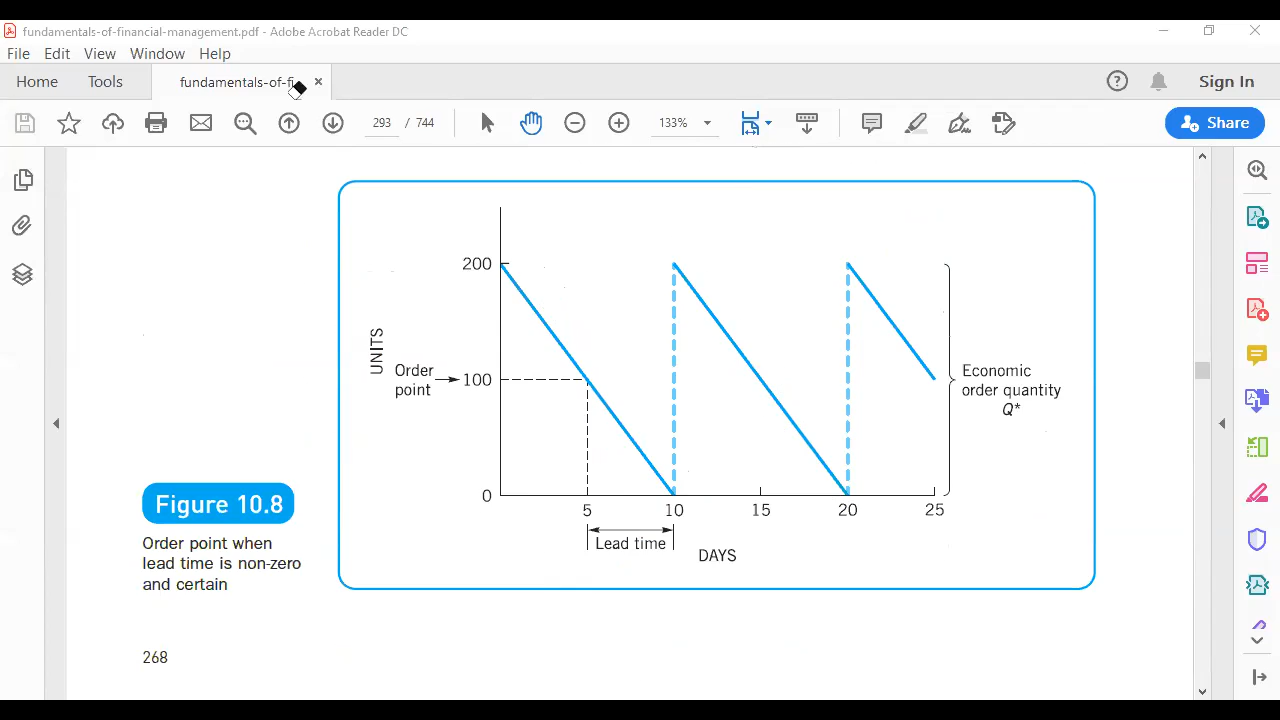 fundamentals-of-financial-management.pdf - Adobe Acrobat Reader DC
File Edit View Window Help
Home Tools fundamentals-of-fi Sign In
293 / 744 133% Share
200
UNITS
Order
point
100
Economic
order quantity
Q*
0
5 10 15 20 25
Lead time
DAYS
Figure 10.8
Order point when
lead time is non-zero
and certain
268